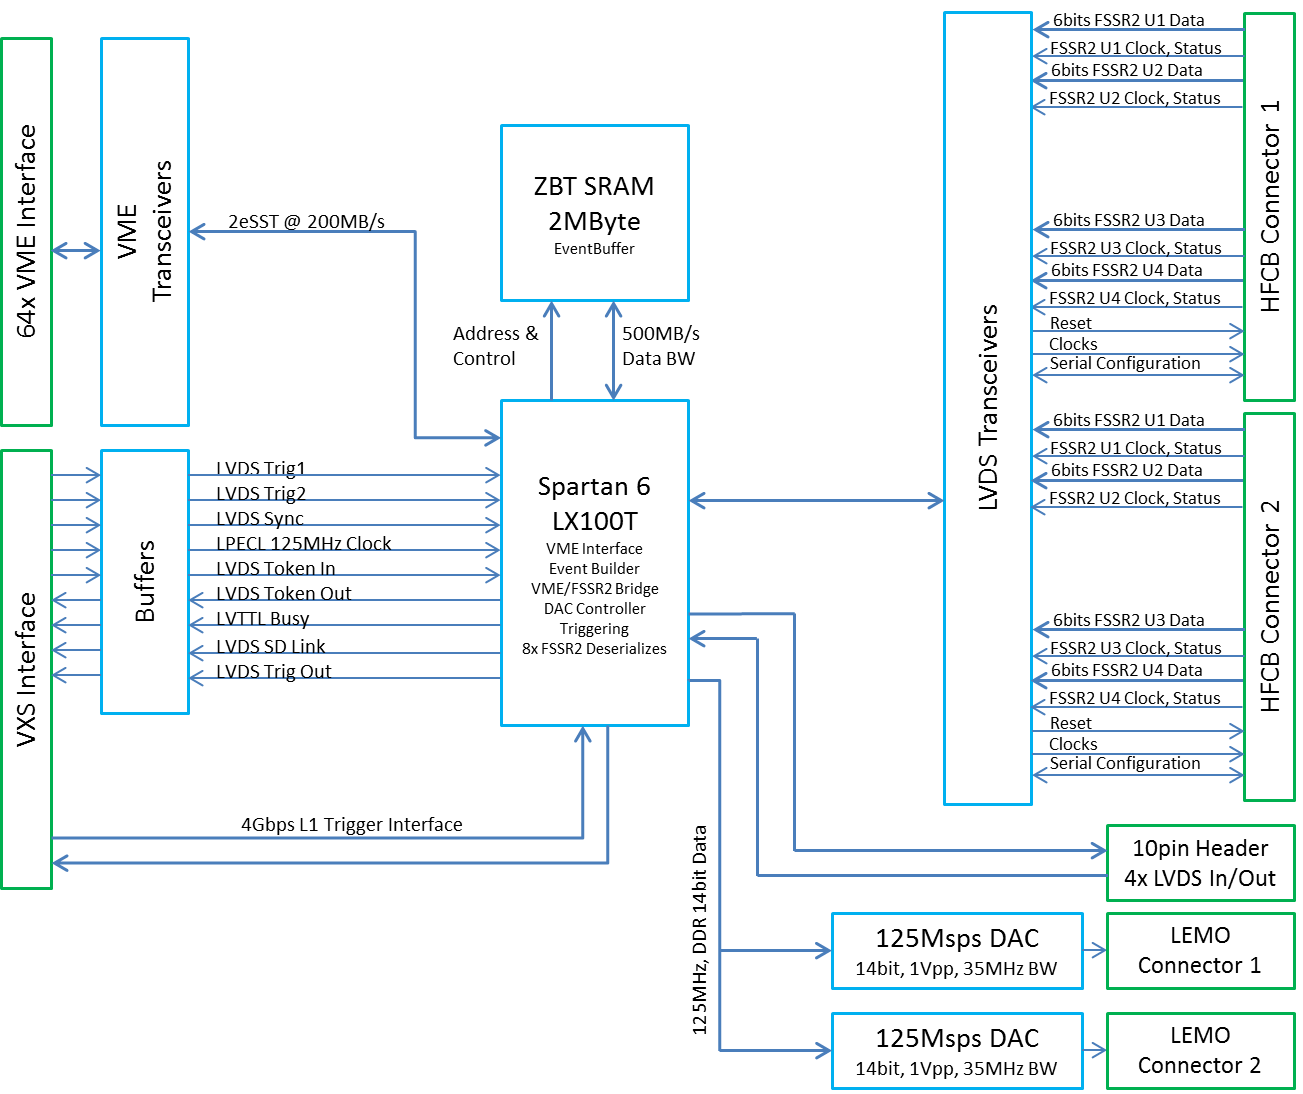 64x VME Interface
VME
Transceivers
2eSST @ 200MB/s
ZBT SRAM
2MByte
EventBuffer
Address &
Control
500MB/s
Data BW
VXS Interface
Buffers
LVDS Trig1
LVDS Trig2
LVDS Sync
LPECL 125MHz Clock
LVDS Token In
LVDS Token Out
LVTTL Busy
LVDS SD Link
LVDS Trig Out
4Gbps L1 Trigger Interface
Spartan 6
LX100T
VME Interface
Event Builder
VME/FSSR2 Bridge
DAC Controller
Triggering
8x FSSR2 Deserializes
LVDS Transceivers
6bits FSSR2 U1 Data
FSSR2 U1 Clock, Status
6bits FSSR2 U2 Data
FSSR2 U2 Clock, Status
6bits FSSR2 U3 Data
FSSR2 U3 Clock, Status
6bits FSSR2 U4 Data
FSSR2 U4 Clock, Status
Reset
Clocks
Serial Configuration
HFCB Connector 1
6bits FSSR2 U1 Data
FSSR2 U1 Clock, Status
6bits FSSR2 U2 Data
FSSR2 U2 Clock, Status
6bits FSSR2 U3 Data
FSSR2 U3 Clock, Status
6bits FSSR2 U4 Data
FSSR2 U4 Clock, Status
Reset
Clocks
Serial Configuration
HFCB Connector 2
10pin Header
4x LVDS In/Out
125MHz, DDR 14bit Data
125Msps DAC
14bit, 1Vpp, 35MHz BW
LEMO
Connector 1
125Msps DAC
14bit, 1Vpp, 35MHz BW
LEMO
Connector 2